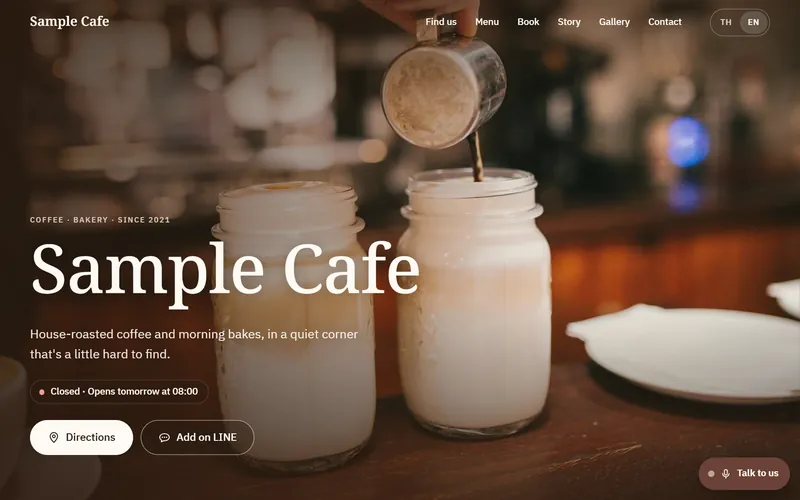 Sample Cafe
Find us
Menu
Book
Story
Gallery
Contact
TH
EN
COFFEE · BAKERY · SINCE 2021
Sample Cafe
House-roasted coffee and morning bakes, in a quiet corner
that's a little hard to find.
Closed · Opens tomorrow at 08:00
Directions
Add on LINE
Talk to us